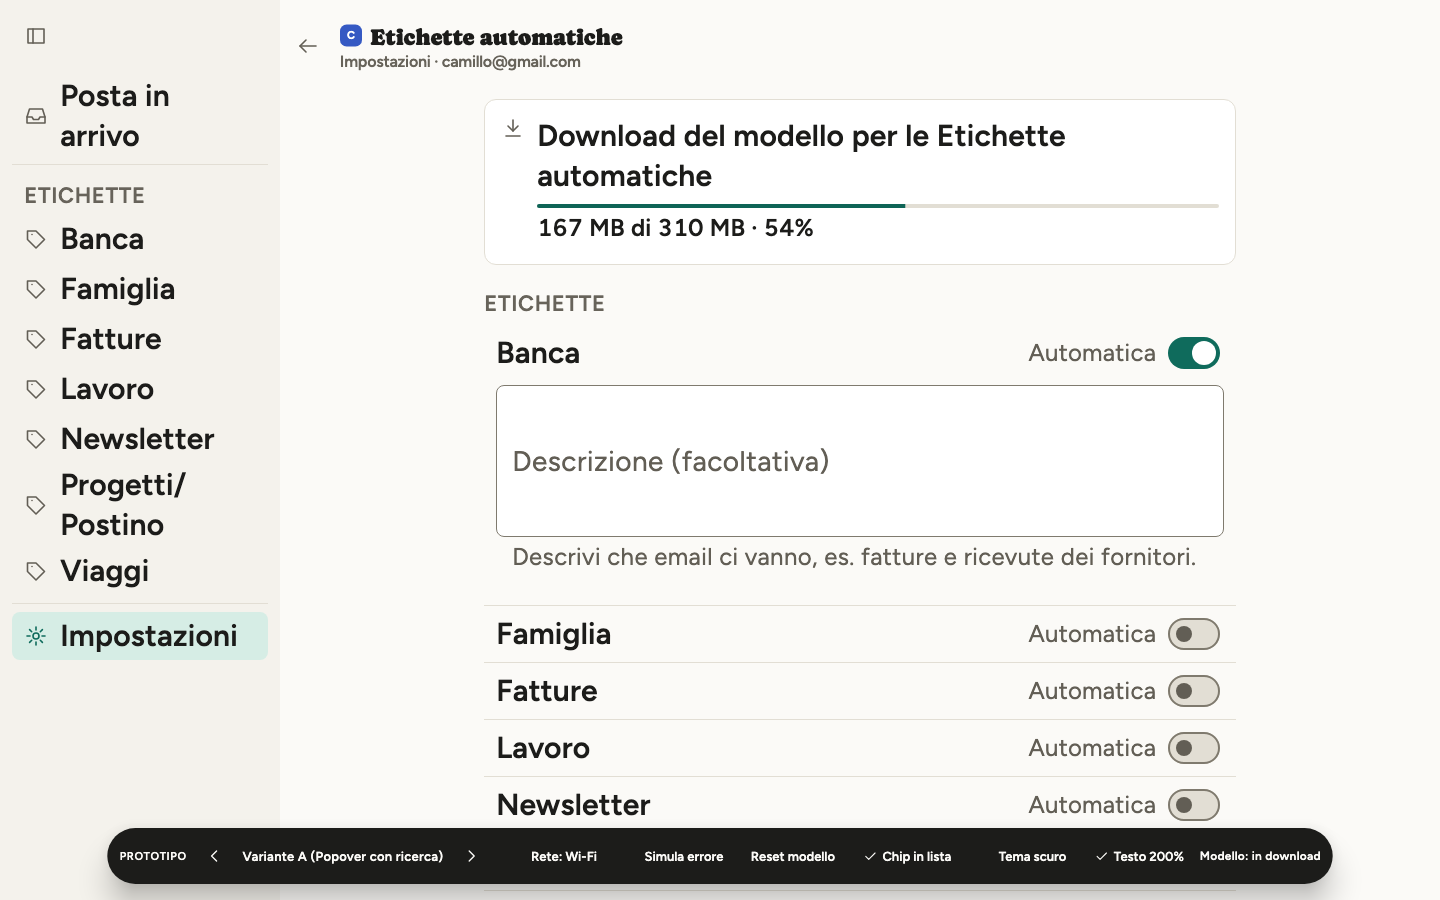 Posta in
arrivo
ETICHETTE
Banca
Famiglia
Fatture
Lavoro
Newsletter
Progetti/
Postino
Viaggi
Impostazioni
C Etichette automatiche
Impostazioni · camillo@gmail.com
Download del modello per le Etichette
automatiche
167 MB di 310 MB · 54%
ETICHETTE
Banca Automatica
Descrizione (facoltativa)
Descrivi che email ci vanno, es. fatture e ricevute dei fornitori.
Famiglia Automatica
Fatture Automatica
Lavoro Automatica
Newsletter Automatica
PROTOTIPO Variante A (Popover con ricerca) Rete: Wi-Fi Simula errore Reset modello Chip in lista Tema scuro Testo 200% Modello: in download